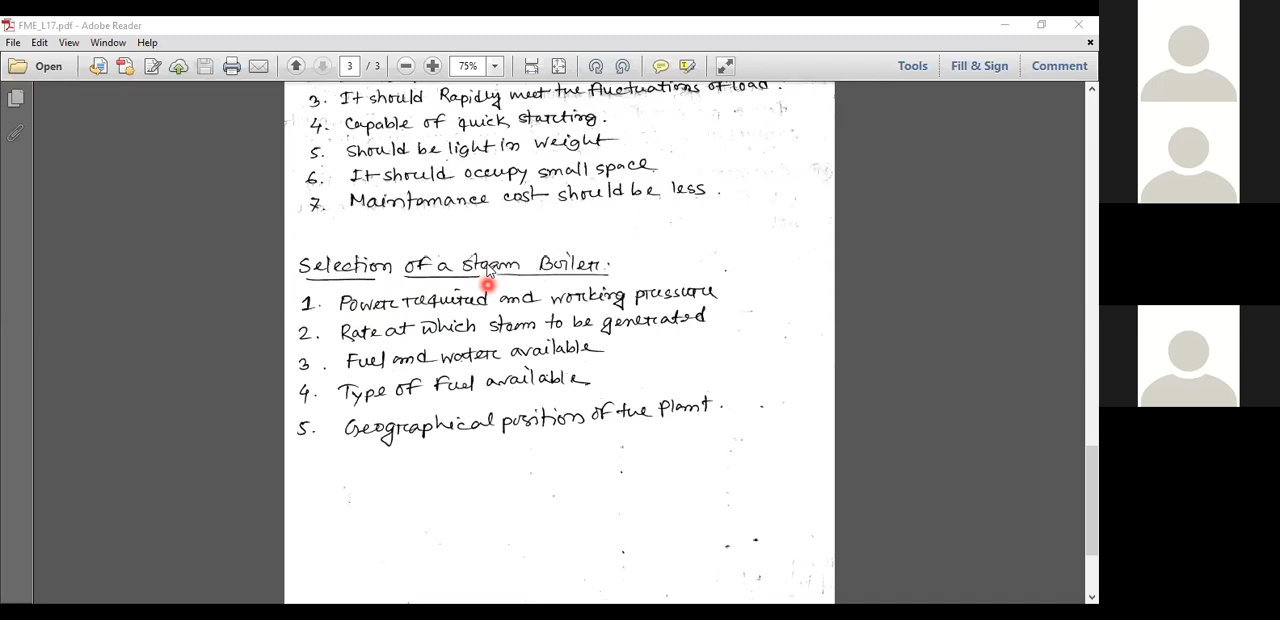 FME_L17.pdf - Adobe Reader
File Edit View Window Help
Open 3 / 3 75% Tools Fill & Sign Comment
3. It should Rapidly meet the fluctuations of load.
4. Capable of quick starting.
5. Should be light in weight
6. It should occupy small space
7. Maintamance cost should be less.
Selection of a steam Boiler:
1. Power required and working pressure
2. Rate at which steam to be generated
3. Fuel and water available
4. Type of Fuel available
5. Geographical position of the Plant.